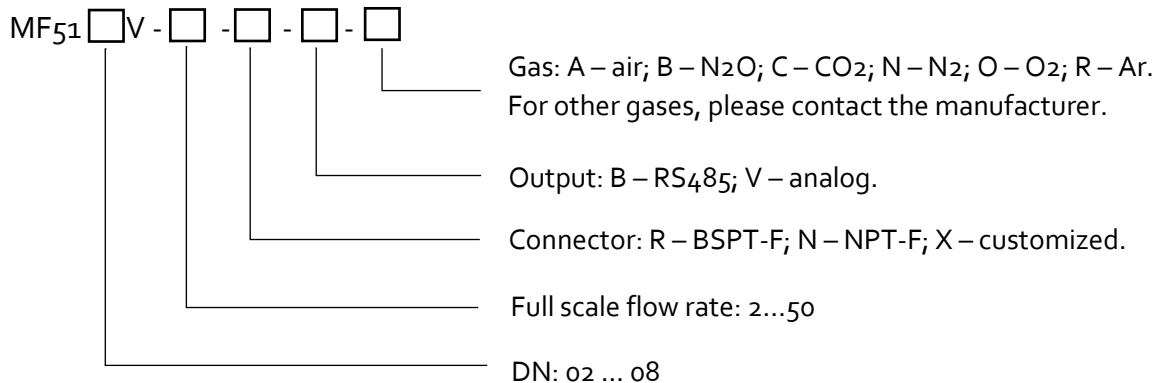 MF51 □V - □ - □ - □ - □
Gas: A – air; B – N2O; C – CO2; N – N2; O – O2; R – Ar.
For other gases, please contact the manufacturer.
Output: B – RS485; V – analog.
Connector: R – BSPT-F; N – NPT-F; X – customized.
Full scale flow rate: 2...50
DN: 02 ... 08